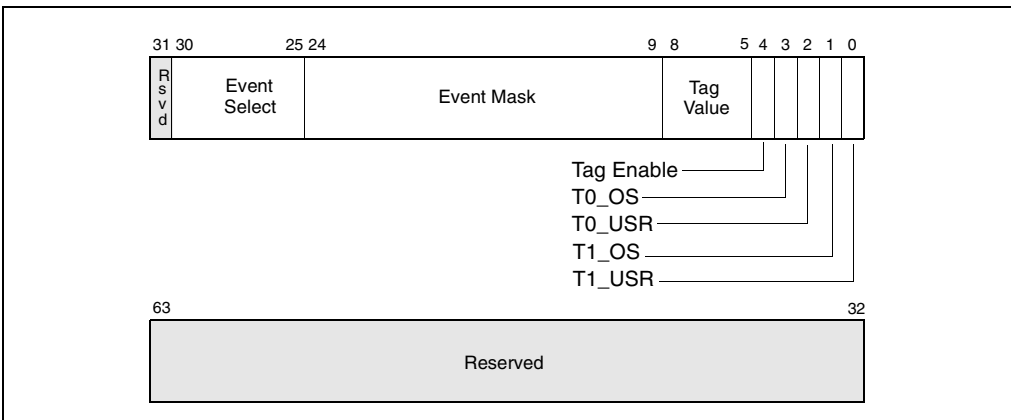 31 30 25 24 9 8 5 4 3 2 1 0
R
s
v
d
Event
Select
Event Mask
Tag
Value
Tag Enable
T0_OS
T0_USR
T1_OS
T1_USR
63 32
Reserved